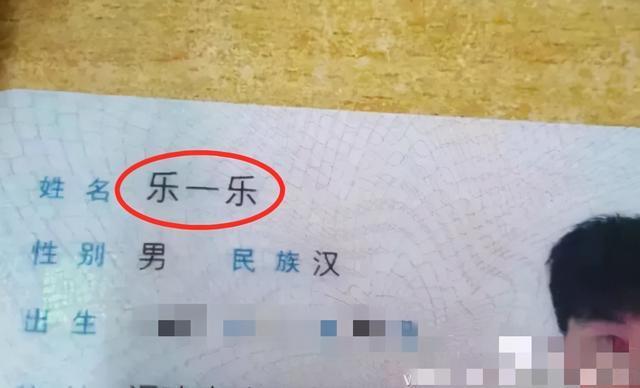 姓名 乐一乐
性别 男 民族 汉
出生